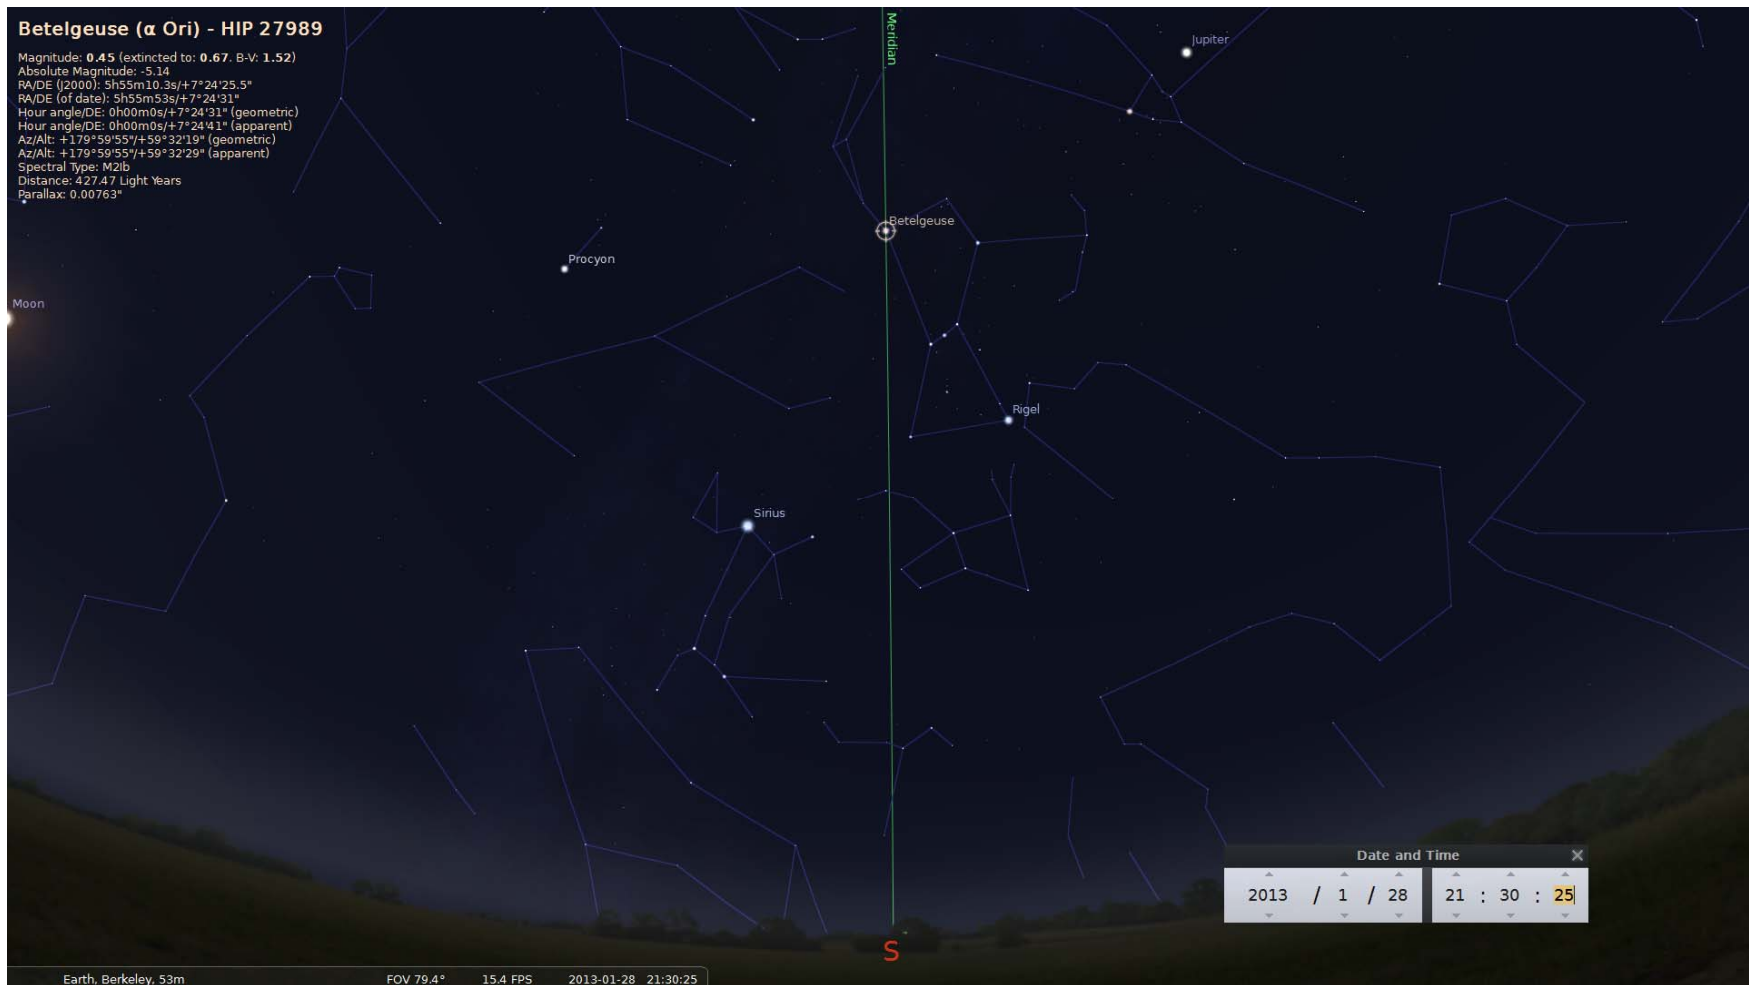 Betelgeuse (α Ori) - HIP 27989
Magnitude: 0.45 (extincted to: 0.67. B-V: 1.52)
Absolute Magnitude: -5.14
RA/DE (J2000): 5h55m10.3s/+7°24'25.5"
RA/DE (of date): 5h55m53s/+7°24'31"
Hour angle/DE: 0h00m0s/+7°24'31" (geometric)
Hour angle/DE: 0h00m0s/+7°24'41" (apparent)
Az/Alt: +179°59'55"/+59°32'19" (geometric)
Az/Alt: +179°59'55"/+59°32'29" (apparent)
Spectral Type: M2Ib
Distance: 427.47 Light Years
Parallax: 0.00763"
Meridian
Jupiter
Betelgeuse
Procyon
Moon
Rigel
Sirius
Date and Time
2013 / 1 / 28 21 : 30 : 25
S
Earth, Berkeley, 53m FOV 79.4° 15.4 FPS 2013-01-28 21:30:25